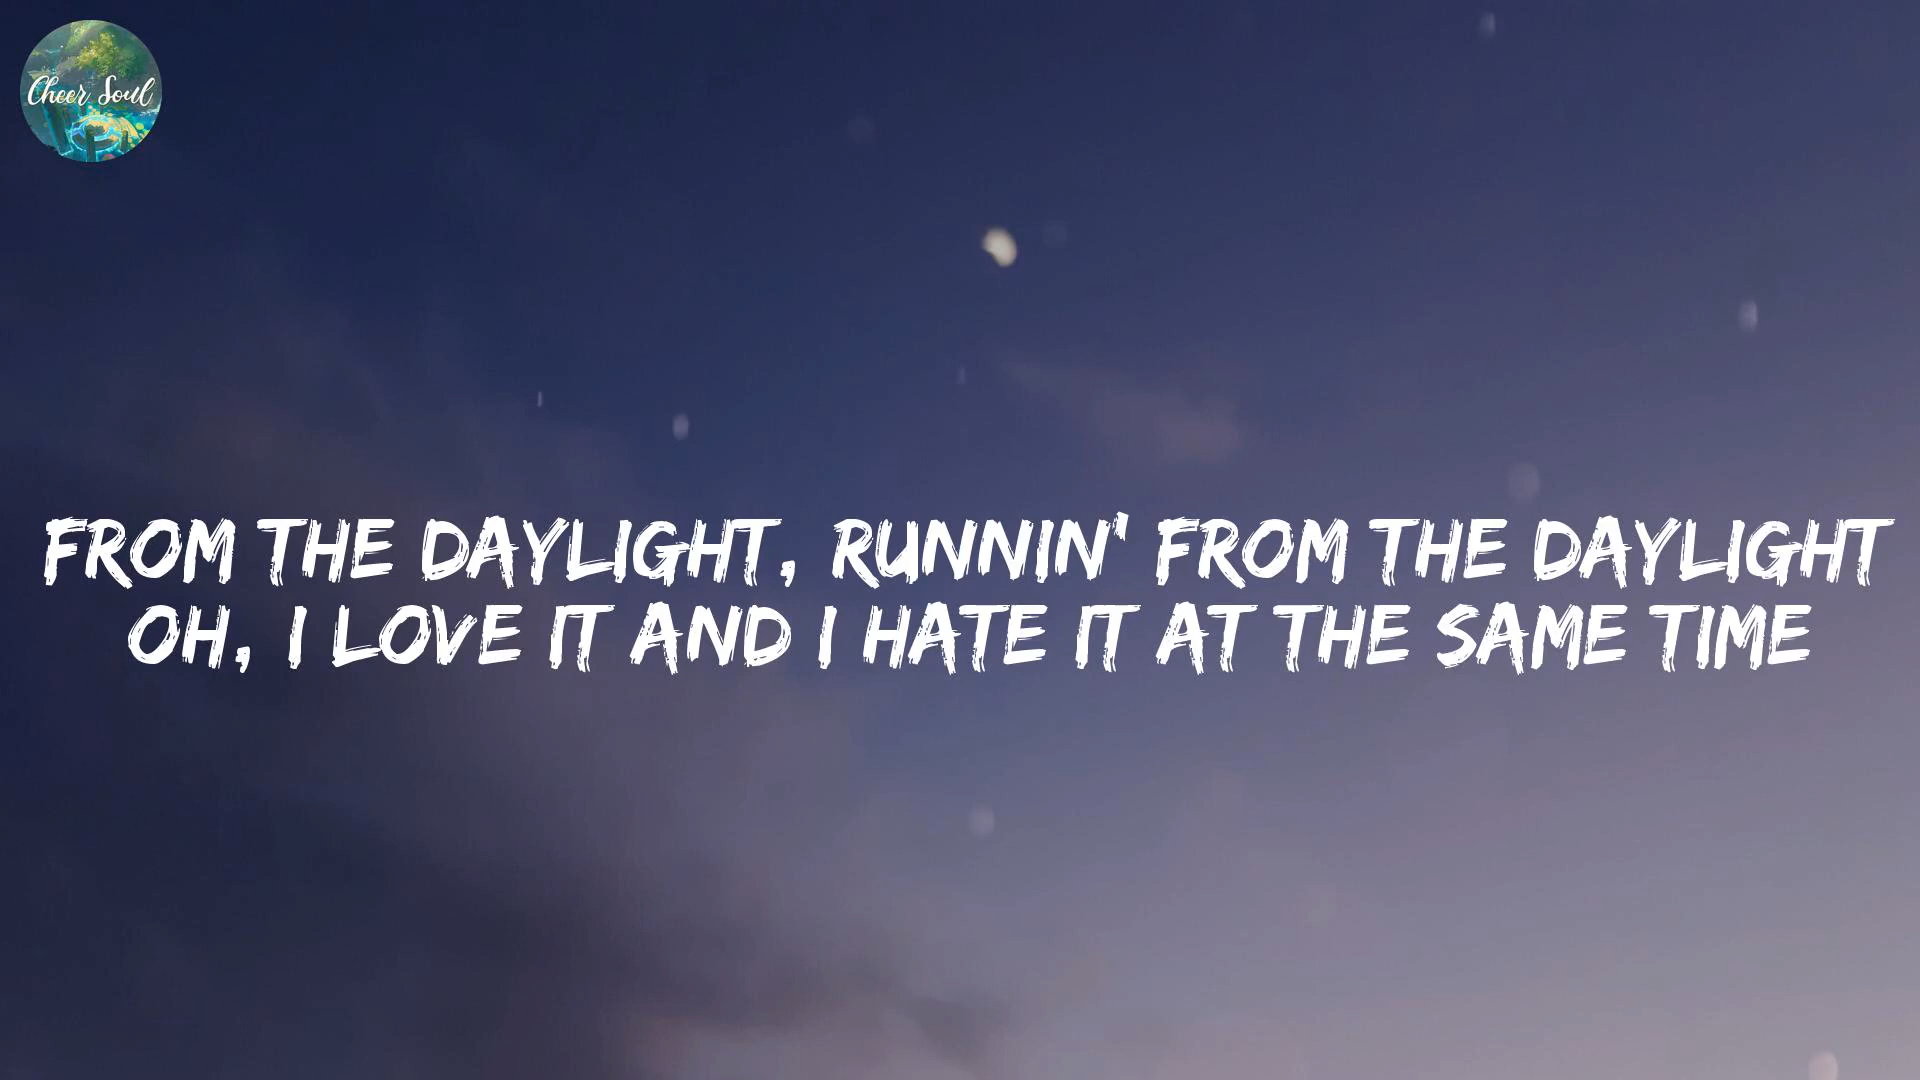 Cheer Soul
FROM THE DAYLIGHT, RUNNIN' FROM THE DAYLIGHT
OH, I LOVE IT AND I HATE IT AT THE SAME TIME